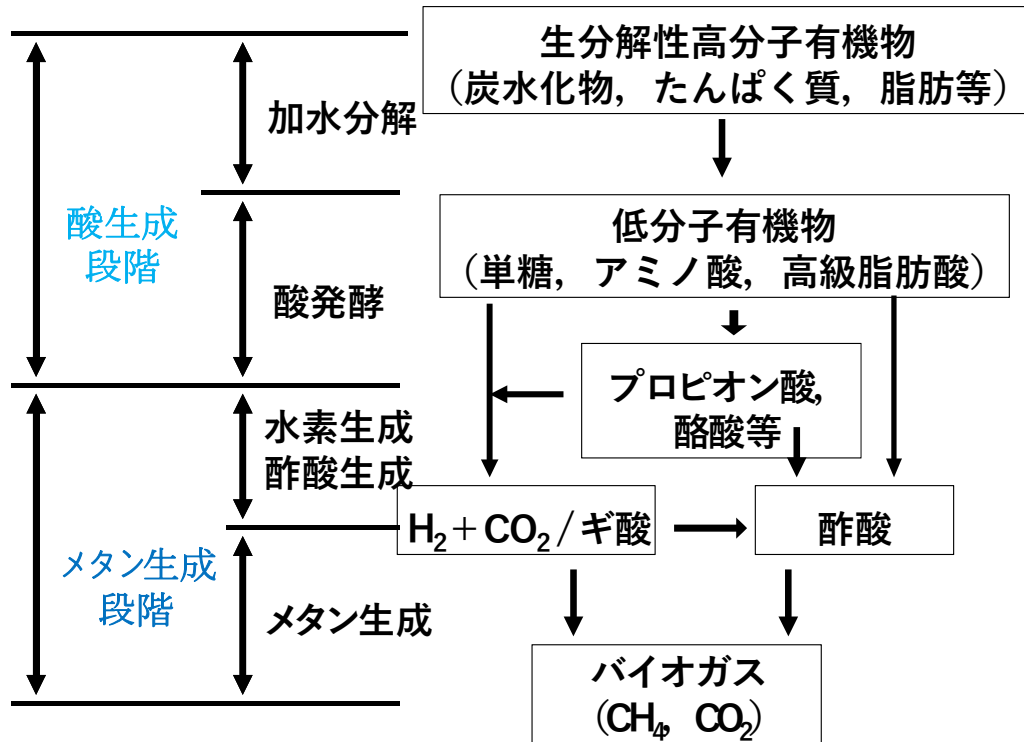 生分解性高分子有機物
（炭水化物，たんぱく質，脂肪等）
加水分解
酸生成
段階
低分子有機物
（単糖，アミノ酸，高級脂肪酸）
酸発酵
プロピオン酸，
酪酸等
水素生成
酢酸生成
H₂＋CO₂/ギ酸
酢酸
メタン生成
段階
メタン生成
バイオガス
（CH₄，CO₂）